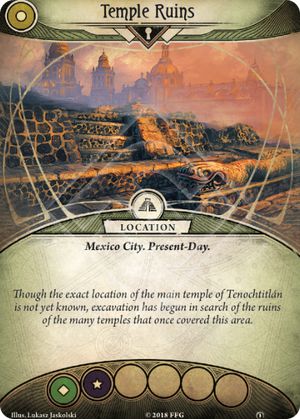 Temple Ruins
LOCATION
Mexico City. Present-Day.
Though the exact location of the main temple of Tenochtitlán
is not yet known, excavation has begun in search of the ruins
of the many temples that once covered this area.
Illus. Lukasz Jaskolski
© 2018 FFG